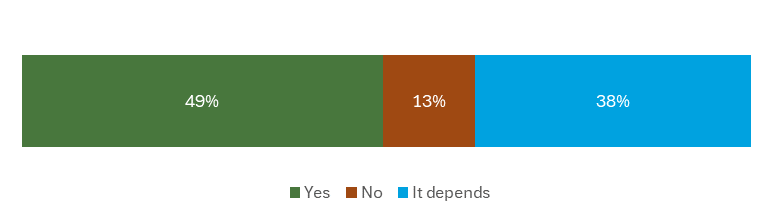 49% 13% 38%
Yes No It depends